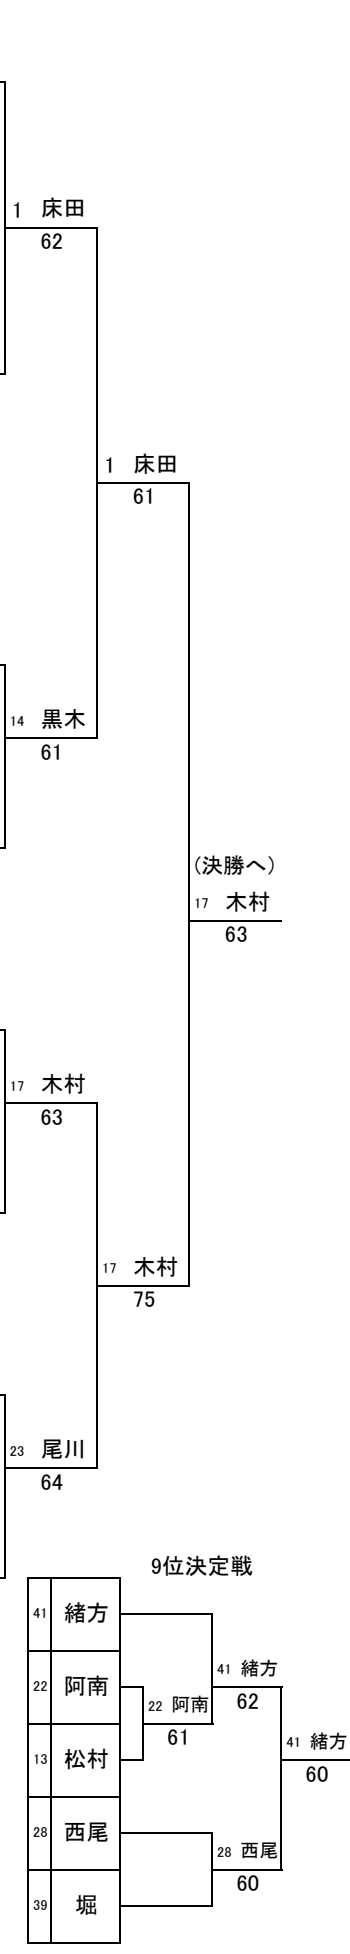 1 床田
62
1 床田
61
14 黒木
61
(決勝へ)
17 木村
63
17 木村
63
17 木村
75
23 尾川
64
9位決定戦
41 緒方
41 緒方
22 阿南
62
22 阿南
61
41 緒方
13 松村
60
28 西尾
28 西尾
60
39 堀